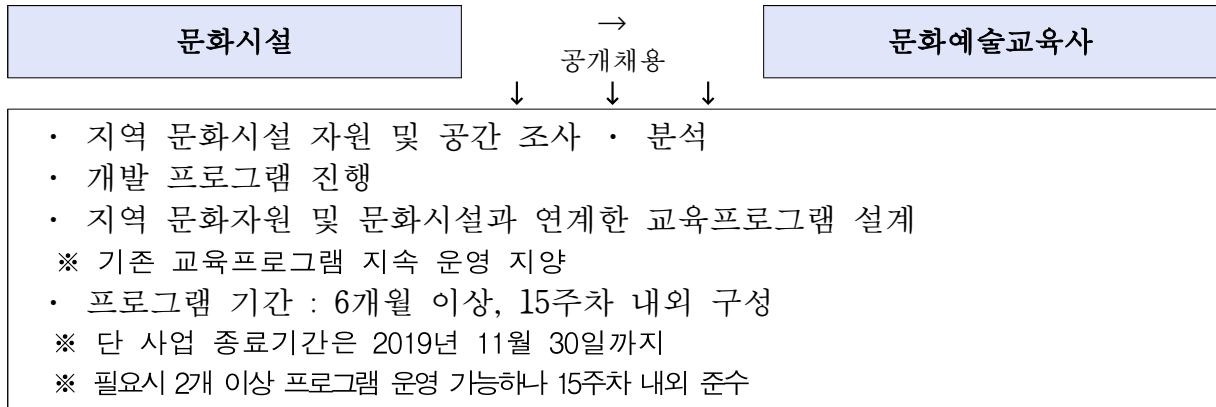 문화시설
→
공개채용
문화예술교육사
↓ ↓ ↓
· 지역 문화시설 자원 및 공간 조사 · 분석
· 개발 프로그램 진행
· 지역 문화자원 및 문화시설과 연계한 교육프로그램 설계
※ 기존 교육프로그램 지속 운영 지양
· 프로그램 기간 : 6개월 이상, 15주차 내외 구성
※ 단 사업 종료기간은 2019년 11월 30일까지
※ 필요시 2개 이상 프로그램 운영 가능하나 15주차 내외 준수